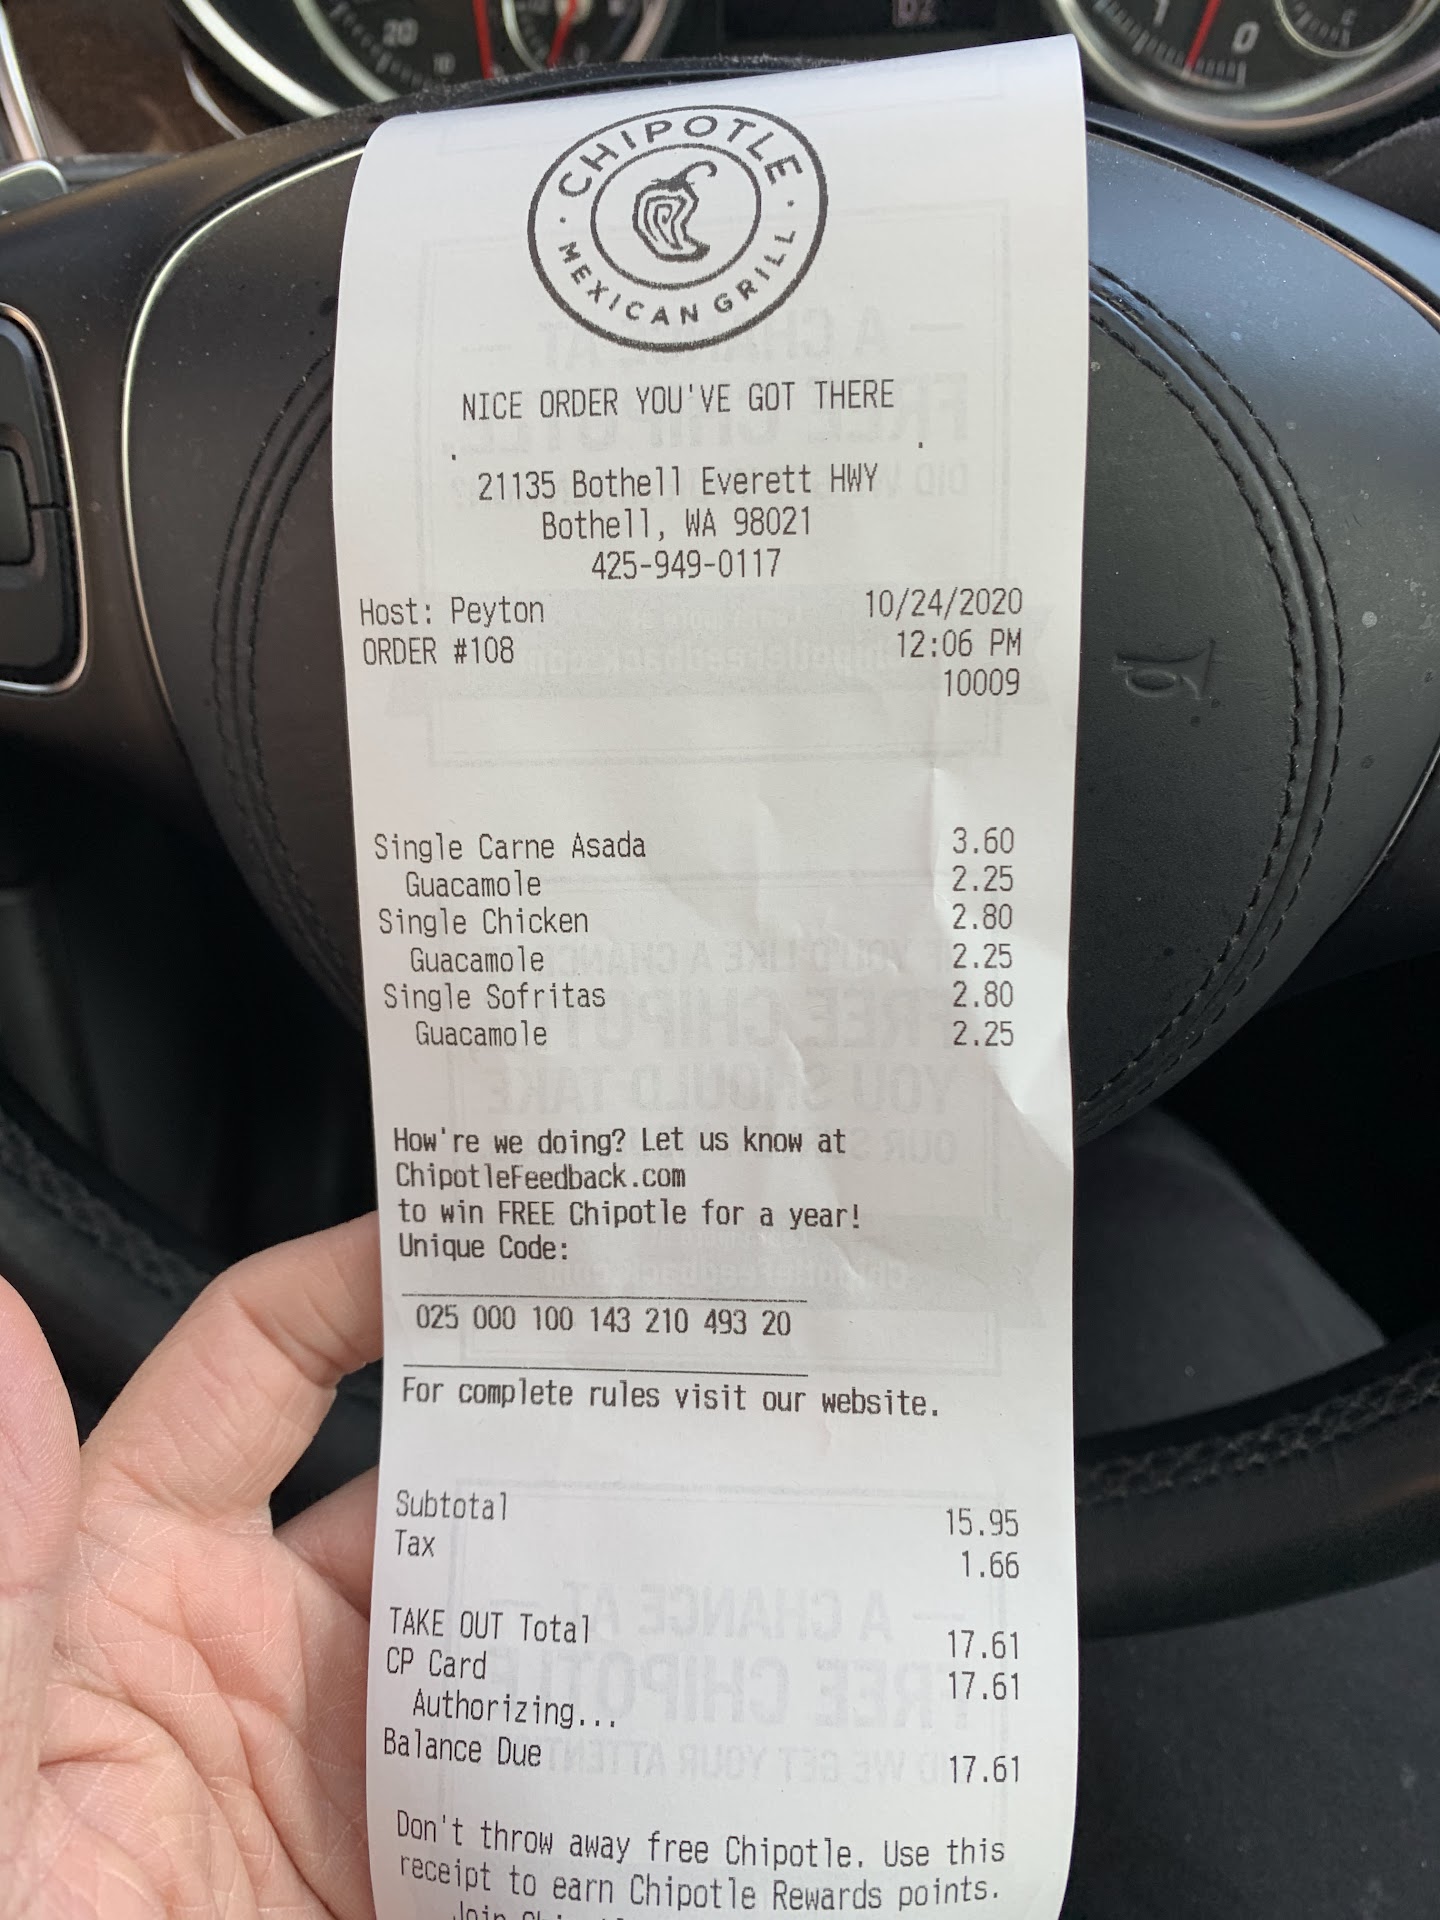 20
10
1
0
CHIPOTLE
MEXICAN GRILL
NICE ORDER YOU'VE GOT THERE
21135 Bothell Everett HWY
Bothell, WA 98021
425-949-0117
Host: Peyton 10/24/2020
ORDER #108 12:06 PM
10009
Single Carne Asada 3.60
Guacamole 2.25
Single Chicken 2.80
Guacamole 2.25
Single Sofritas 2.80
Guacamole 2.25
How're we doing? Let us know at
ChipotleFeedback.com
to win FREE Chipotle for a year!
Unique Code:
025 000 100 143 210 493 20
For complete rules visit our website.
Subtotal 15.95
Tax 1.66
TAKE OUT Total 17.61
CP Card 17.61
Authorizing...
Balance Due 17.61
Don't throw away free Chipotle. Use this
receipt to earn Chipotle Rewards points.
Join